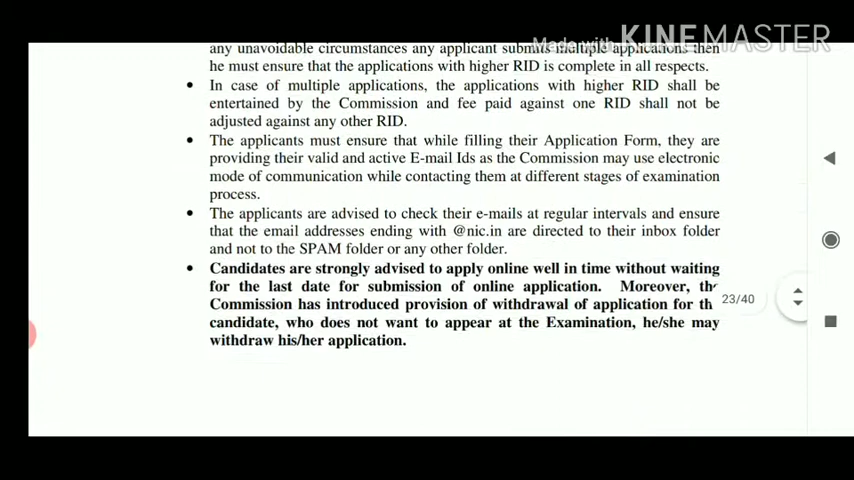 Made with KINEMASTER
any unavoidable circumstances any applicant submits multiple applications then
he must ensure that the applications with higher RID is complete in all respects.
• In case of multiple applications, the applications with higher RID shall be
entertained by the Commission and fee paid against one RID shall not be
adjusted against any other RID.
• The applicants must ensure that while filling their Application Form, they are
providing their valid and active E-mail Ids as the Commission may use electronic
mode of communication while contacting them at different stages of examination
process.
• The applicants are advised to check their e-mails at regular intervals and ensure
that the email addresses ending with @nic.in are directed to their inbox folder
and not to the SPAM folder or any other folder.
• Candidates are strongly advised to apply online well in time without waiting
for the last date for submission of online application. Moreover, the
Commission has introduced provision of withdrawal of application for th
candidate, who does not want to appear at the Examination, he/she may
withdraw his/her application.
23/40